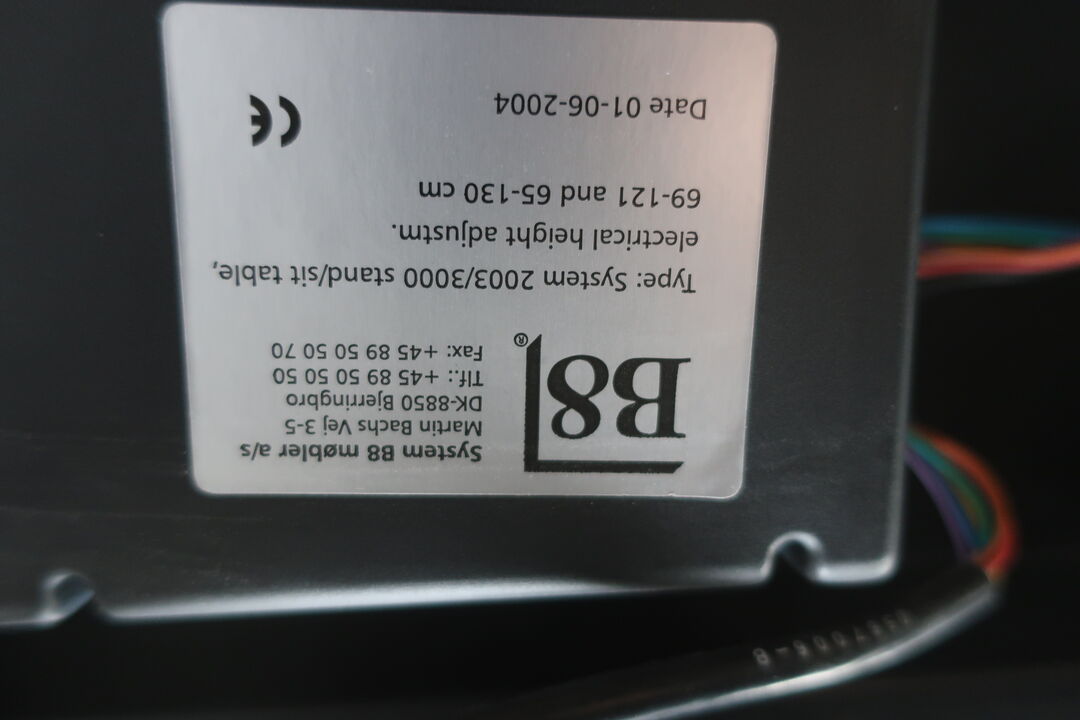 B8
®
System B8 møbler a/s
Martin Bachs Vej 3-5
DK-8850 Bjerringbro
Tlf.: +45 89 50 50 50
Fax: +45 89 50 50 70
Type: System 2003/3000 stand/sit table,
electrical height adjustm.
69-121 and 65-130 cm
Date 01-06-2004
CE